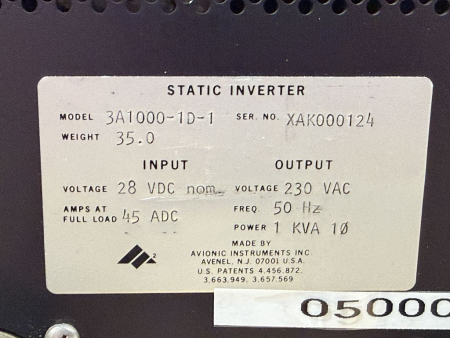 STATIC INVERTER
MODEL 3A1000-1D-1 SER. NO. XAK000124
WEIGHT 35.0
INPUT OUTPUT
VOLTAGE 28 VDC nom. VOLTAGE 230 VAC
AMPS AT FULL LOAD 45 ADC FREQ. 50 Hz
POWER 1 KVA 1Ø
MADE BY
AVIONIC INSTRUMENTS INC.
AVENEL, N.J. 07001 U.S.A.
U.S. PATENTS 4,456,872,
3,663,949, 3,657,569
2
05000